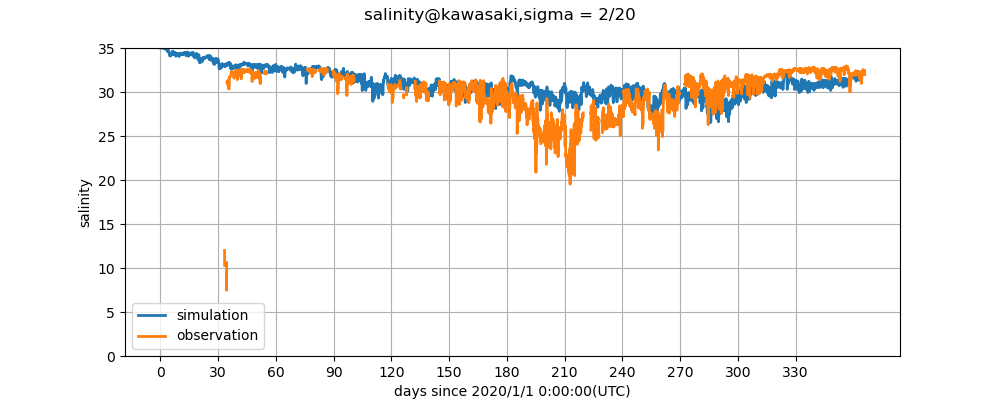 salinity@kawasaki,sigma = 2/20
salinity
35
30
25
20
15
10
5
0
simulation
observation
0 30 60 90 120 150 180 210 240 270 300 330
days since 2020/1/1 0:00:00(UTC)